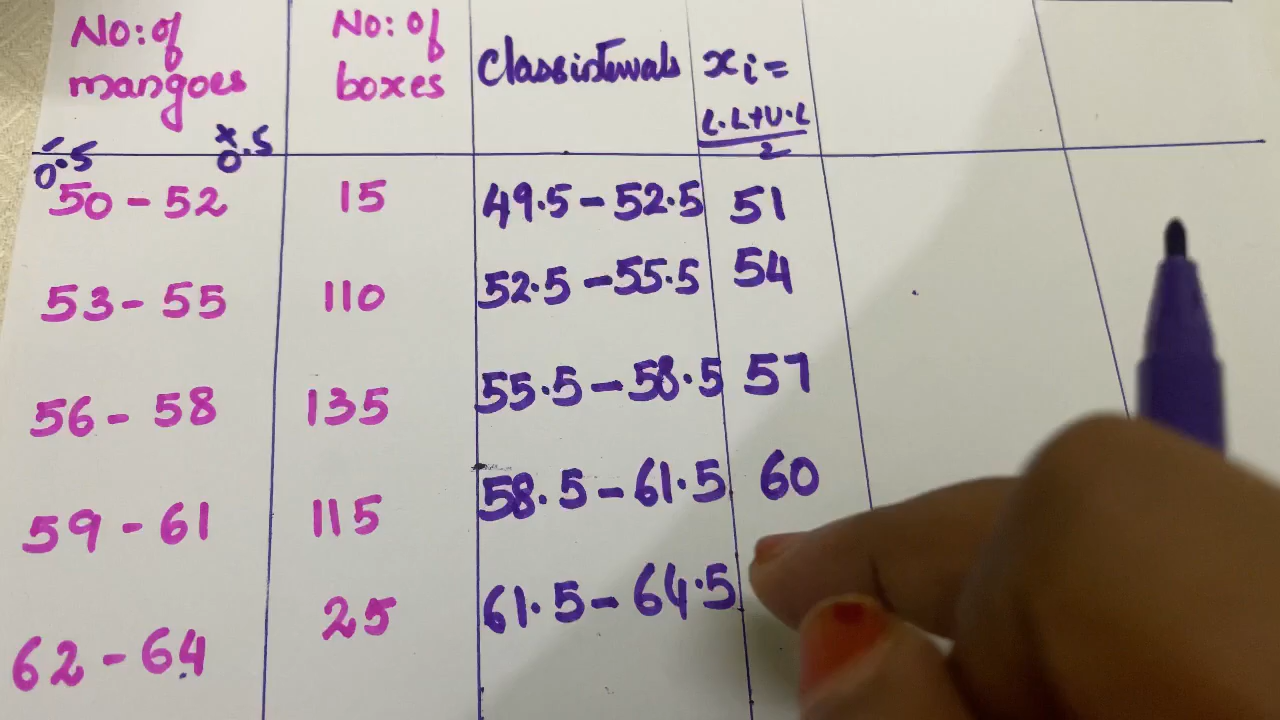 No: of mangoes
No: of boxes
Class intervals
xi = L.L+U.L / 2
-0.5 +0.5
50 - 52 15 49.5 - 52.5 51
53 - 55 110 52.5 - 55.5 54
56 - 58 135 55.5 - 58.5 57
59 - 61 115 58.5 - 61.5 60
62 - 64 25 61.5 - 64.5